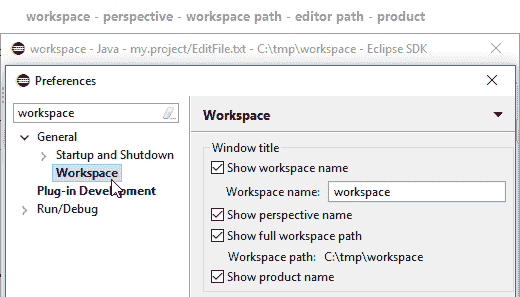 workspace - perspective - workspace path - editor path - product
workspace - Java - my.project/EditFile.txt - C:\tmp\workspace - Eclipse SDK
Preferences
workspace
General
Startup and Shutdown
Workspace
Plug-in Development
Run/Debug
Workspace
Window title
Show workspace name
Workspace name: workspace
Show perspective name
Show full workspace path
Workspace path: C:\tmp\workspace
Show product name